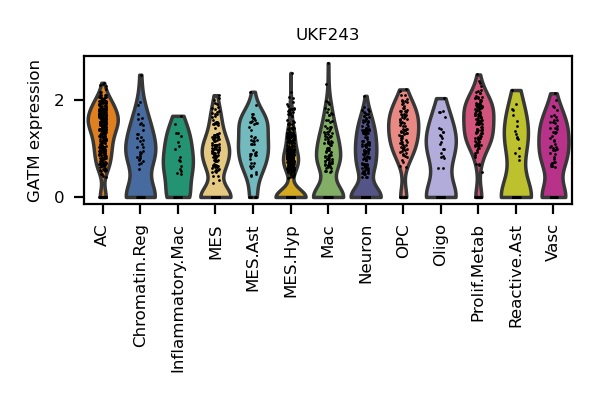 UKF243
GATM expression
2
0
AC
Chromatin.Reg
Inflammatory.Mac
MES
MES.Ast
MES.Hyp
Mac
Neuron
OPC
Oligo
Prolif.Metab
Reactive.Ast
Vasc